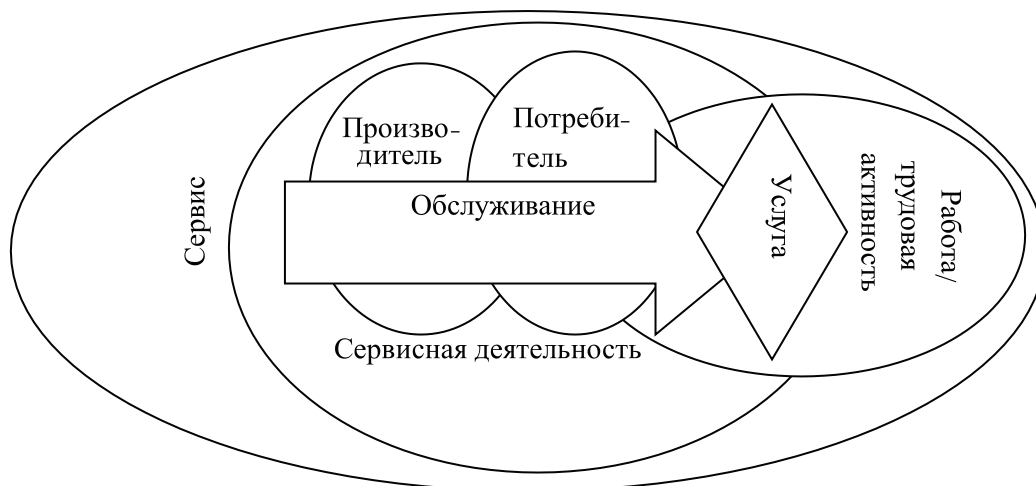 Произво-
дитель
Потреби-
тель
Обслуживание
Сервис
Сервисная деятельность
Услуга
Работа/
трудовая
активность